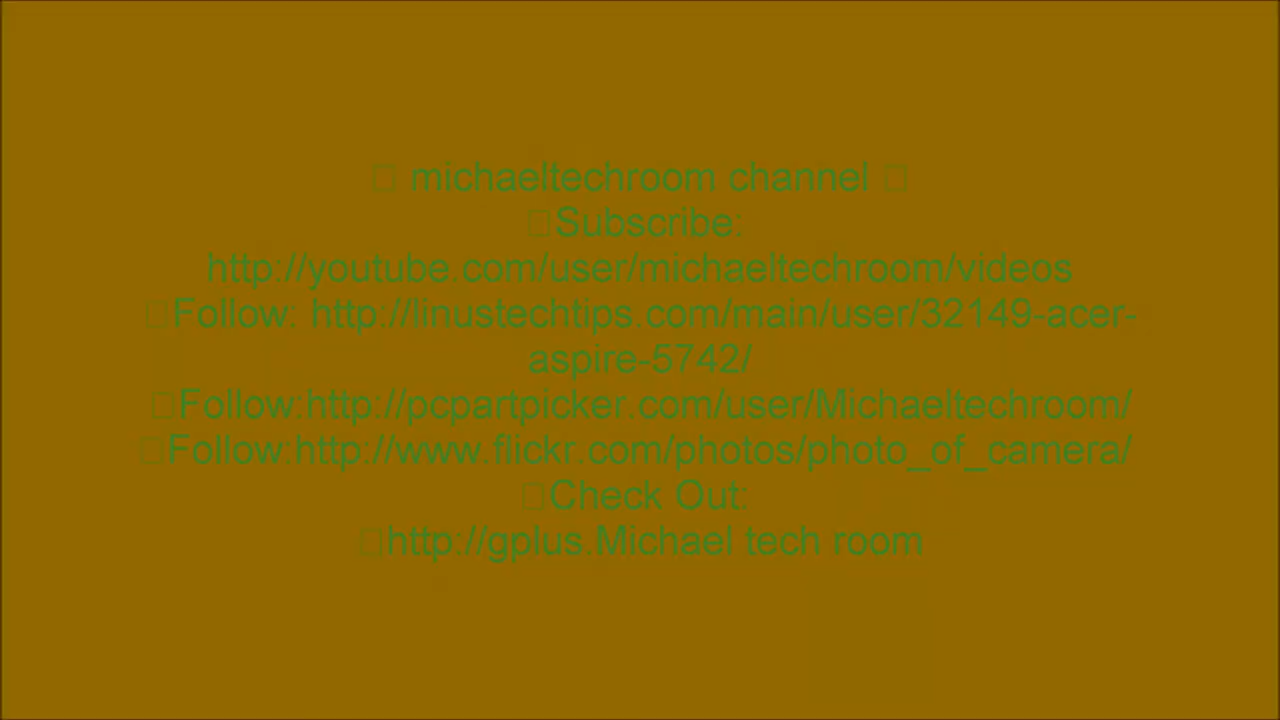 ▯ michaeltechroom channel ▯
▯Subscribe:
http://youtube.com/user/michaeltechroom/videos
▯Follow: http://linustechtips.com/main/user/32149-acer-
aspire-5742/
▯Follow:http://pcpartpicker.com/user/Michaeltechroom/
▯Follow:http://www.flickr.com/photos/photo_of_camera/
▯Check Out:
▯http://gplus.Michael tech room